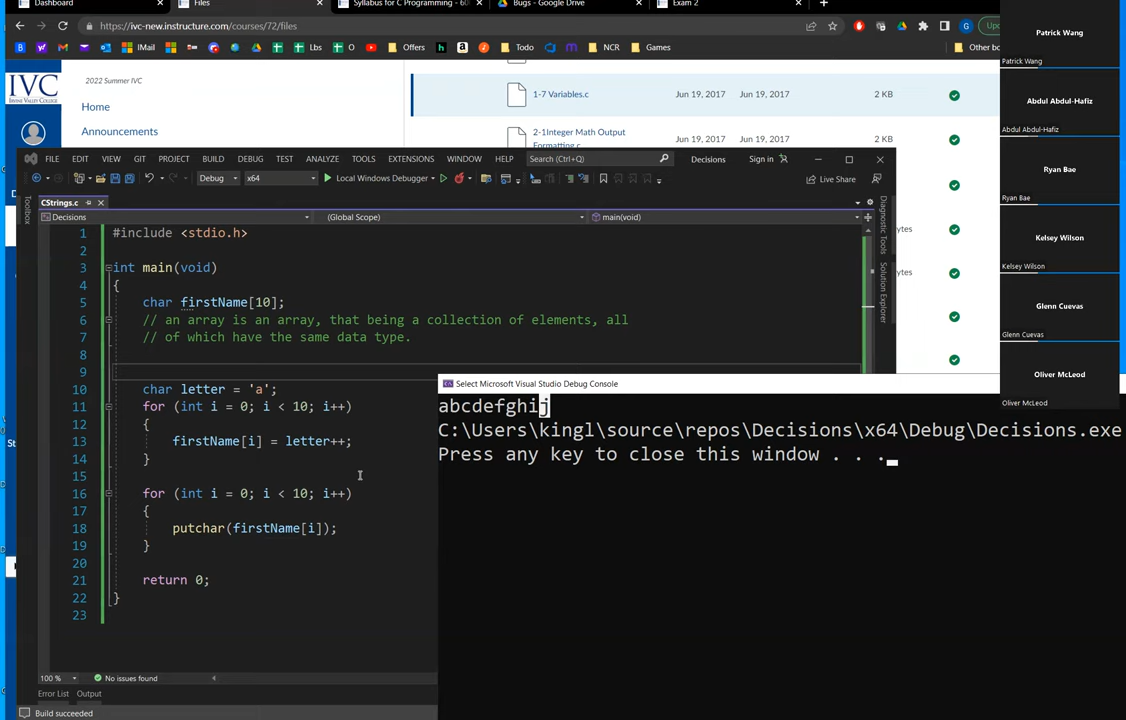 Dashboard
Files
Syllabus for C Programming - 60
Bugs - Google Drive
Exam 2
https://ivc-new.instructure.com/courses/72/files
IMail
Lbs
O
Offers
Todo
NCR
Games
Other bo
IVC
2022 Summer IVC
Home
Announcements
1-7 Variables.c
Jun 19, 2017
Jun 19, 2017
2 KB
2-1Integer Math Output
Formatting.c
Jun 19, 2017
Jun 19, 2017
2 KB
FILE EDIT VIEW GIT PROJECT BUILD DEBUG TEST ANALYZE TOOLS EXTENSIONS WINDOW HELP
Search (Ctrl+Q)
Decisions
Sign in
Debug
x64
Local Windows Debugger
Live Share
CStrings.c
Decisions
(Global Scope)
main(void)
Toolbox
Diagnostic Tools
Solution Explorer
1 #include <stdio.h>
2
3 int main(void)
4 {
5 char firstName[10];
6 // an array is an array, that being a collection of elements, all
7 // of which have the same data type.
8
9
10 char letter = 'a';
11 for (int i = 0; i < 10; i++)
12 {
13 firstName[i] = letter++;
14 }
15
16 for (int i = 0; i < 10; i++)
17 {
18 putchar(firstName[i]);
19 }
20
21 return 0;
22 }
23
100 %
No issues found
Error List
Output
Build succeeded
Select Microsoft Visual Studio Debug Console
abcdefghij
C:\Users\kingl\source\repos\Decisions\x64\Debug\Decisions.exe
Press any key to close this window . . .
Patrick Wang
Patrick Wang
Abdul Abdul-Hafiz
Abdul Abdul-Hafiz
Ryan Bae
Ryan Bae
Kelsey Wilson
Kelsey Wilson
Glenn Cuevas
Glenn Cuevas
Oliver McLeod
Oliver McLeod